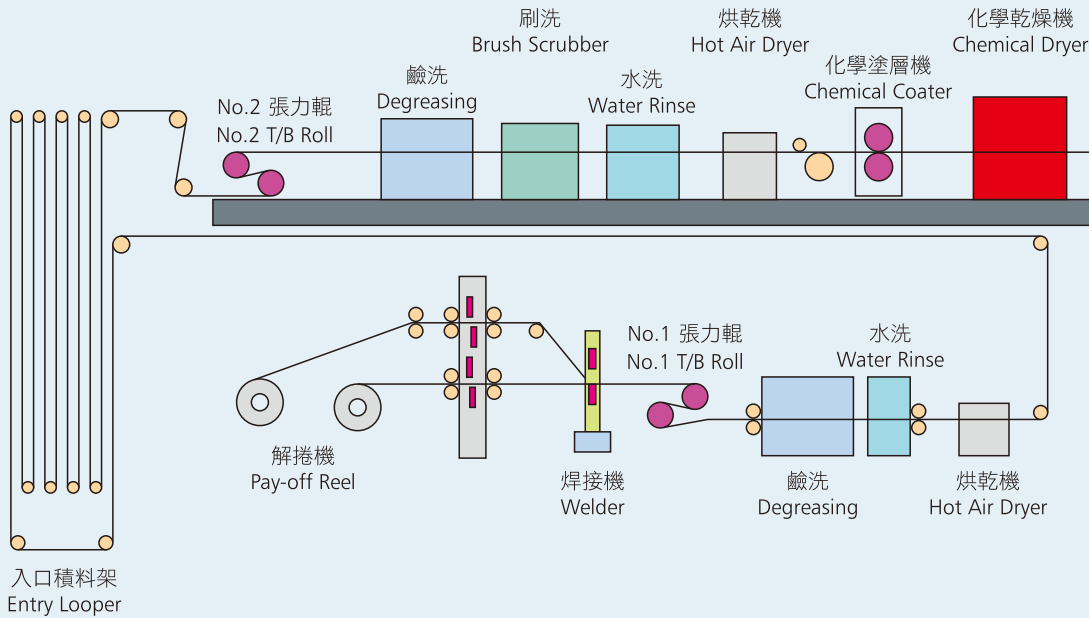 刷洗
Brush Scrubber
烘乾機
Hot Air Dryer
化學乾燥機
Chemical Dryer
鹼洗
Degreasing
水洗
Water Rinse
化學塗層機
Chemical Coater
No.2 張力輥
No.2 T/B Roll
No.1 張力輥
No.1 T/B Roll
水洗
Water Rinse
解捲機
Pay-off Reel
焊接機
Welder
鹼洗
Degreasing
烘乾機
Hot Air Dryer
入口積料架
Entry Looper